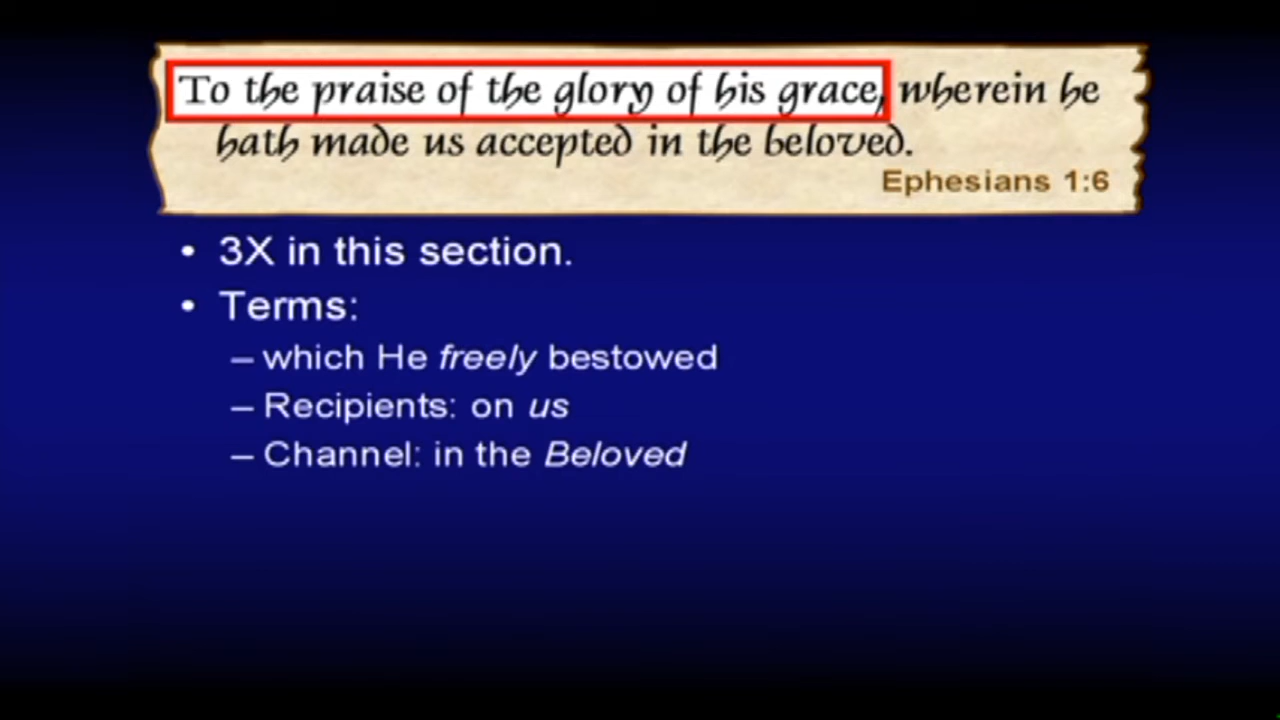 To the praise of the glory of his grace, wherein he
hath made us accepted in the beloved.
Ephesians 1:6
• 3X in this section.
• Terms:
– which He freely bestowed
– Recipients: on us
– Channel: in the Beloved